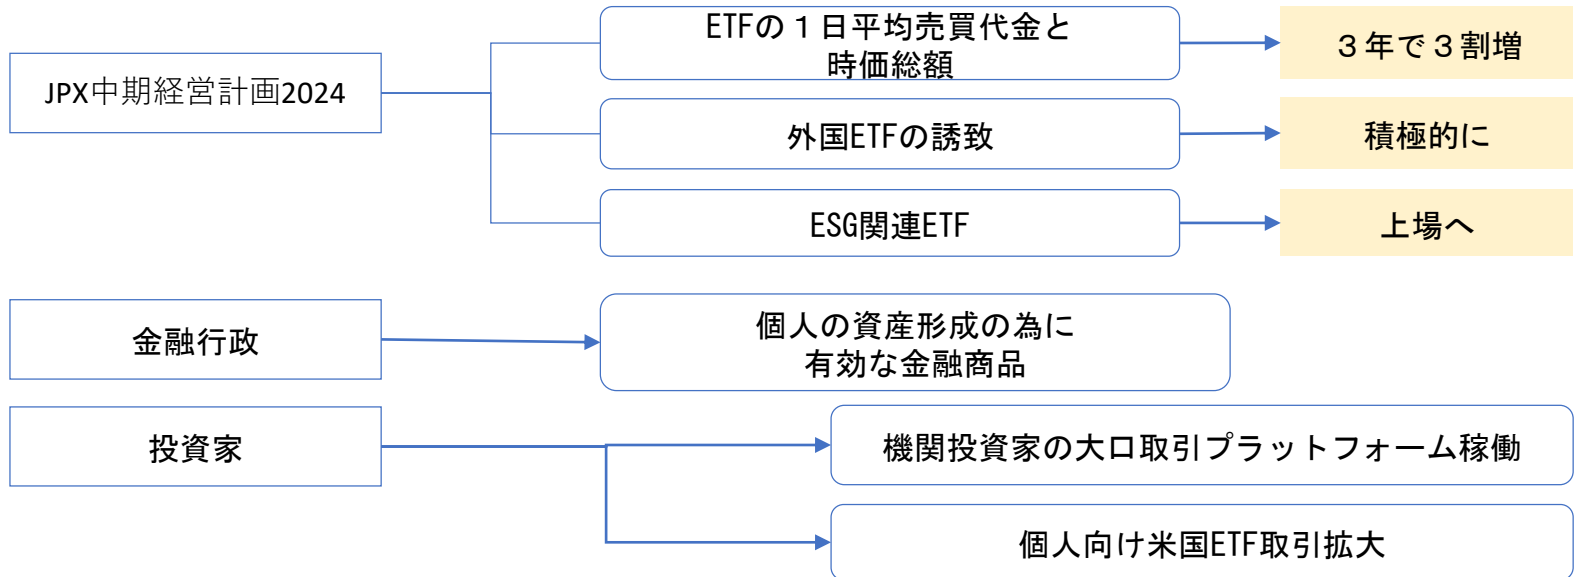 JPX中期経営計画2024
ETFの１日平均売買代金と
時価総額
３年で３割増
外国ETFの誘致
積極的に
ESG関連ETF
上場へ
金融行政
個人の資産形成の為に
有効な金融商品
投資家
機関投資家の大口取引プラットフォーム稼働
個人向け米国ETF取引拡大